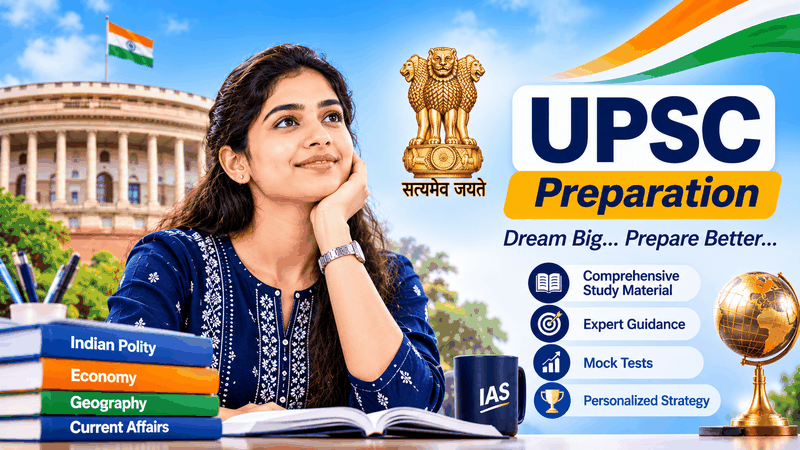 सत्यमेव जयते
UPSC
Preparation
Dream Big... Prepare Better...
Comprehensive
Study Material
Expert Guidance
Mock Tests
Personalized Strategy
Indian Polity
Economy
Geography
Current Affairs
IAS